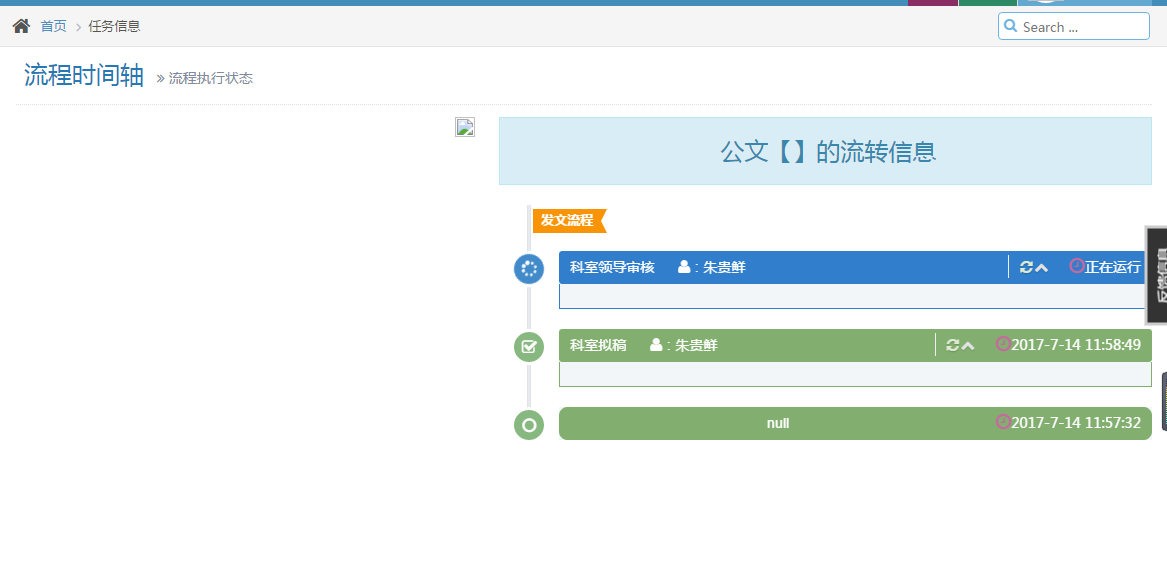 首页 > 任务信息
Search ...
流程时间轴 » 流程执行状态
公文【】的流转信息
发文流程
科室领导审核 : 朱贵鲜 正在运行
科室拟稿 : 朱贵鲜 2017-7-14 11:58:49
null 2017-7-14 11:57:32